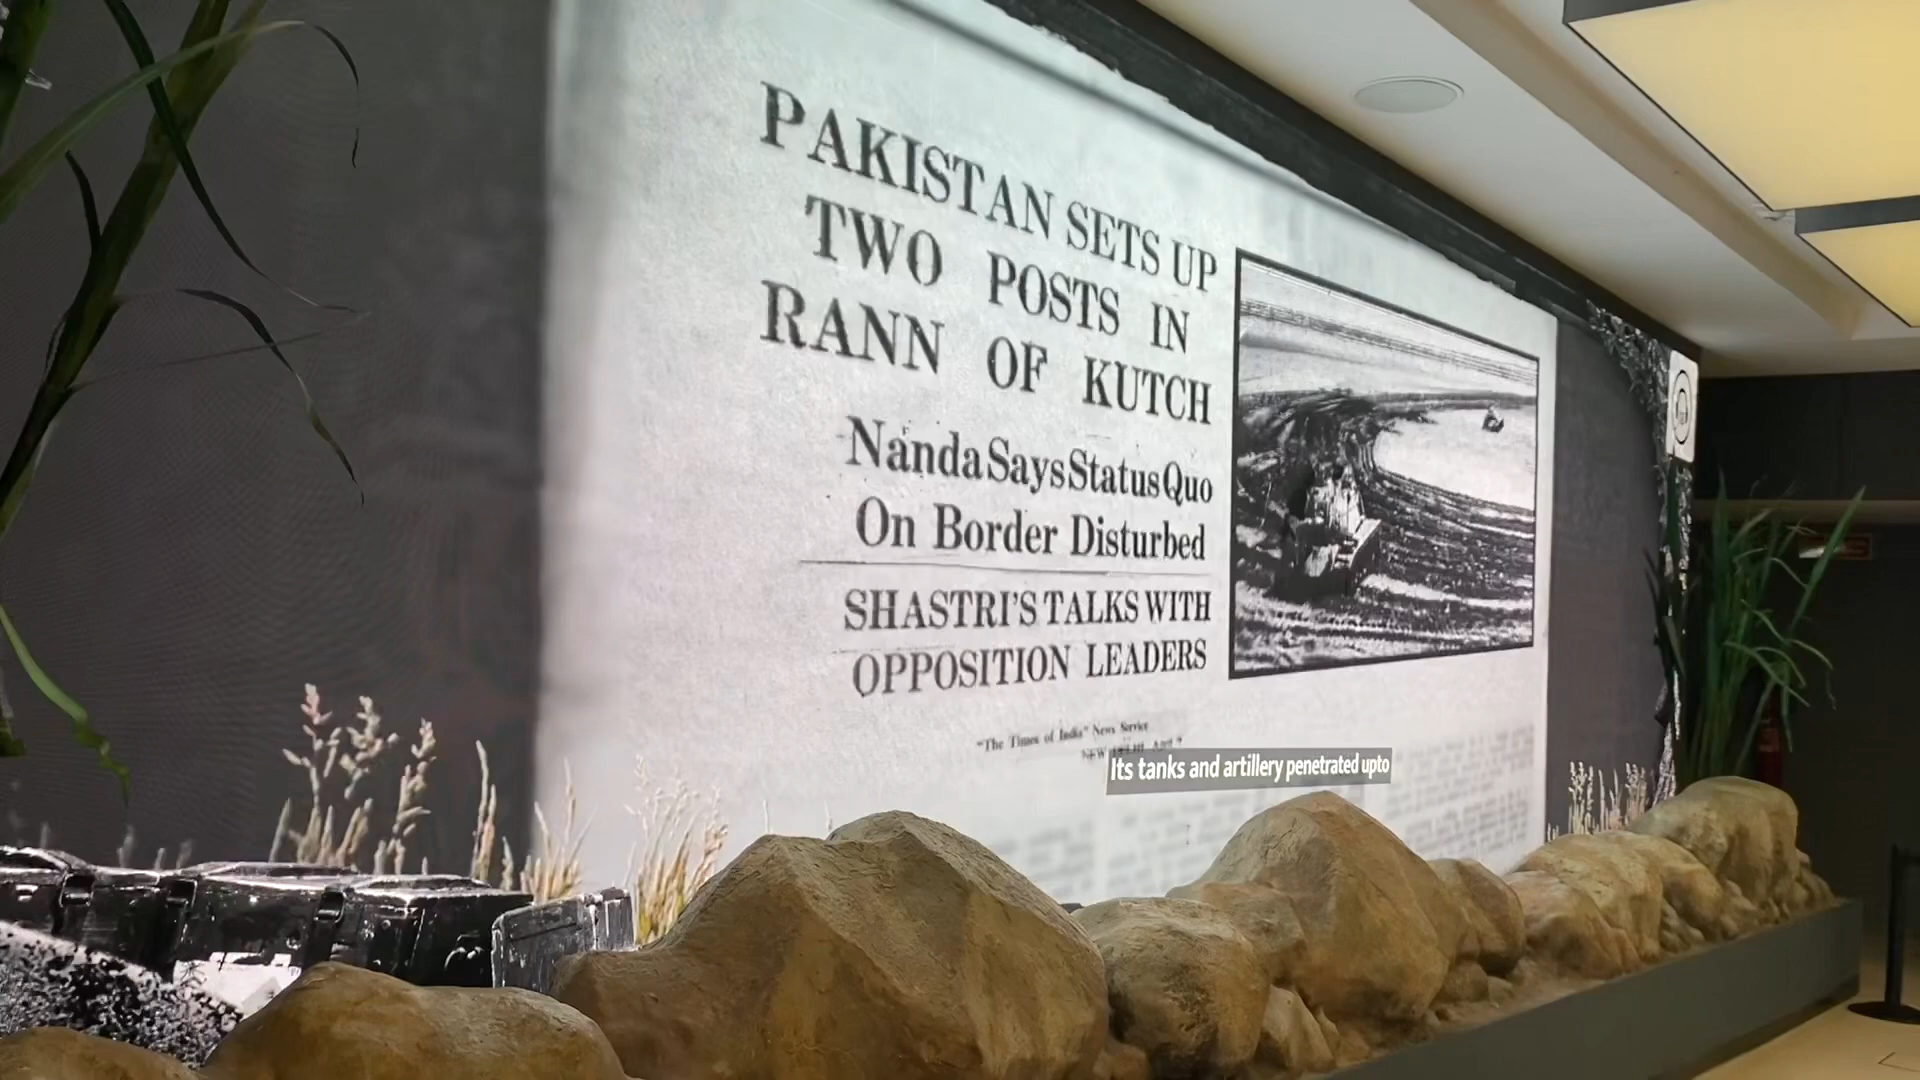 PAKISTAN SETS UP
TWO POSTS IN
RANN OF KUTCH
Nanda Says Status Quo
On Border Disturbed
SHASTRI'S TALKS WITH
OPPOSITION LEADERS
"The Times of India" News Service
Its tanks and artillery penetrated upto